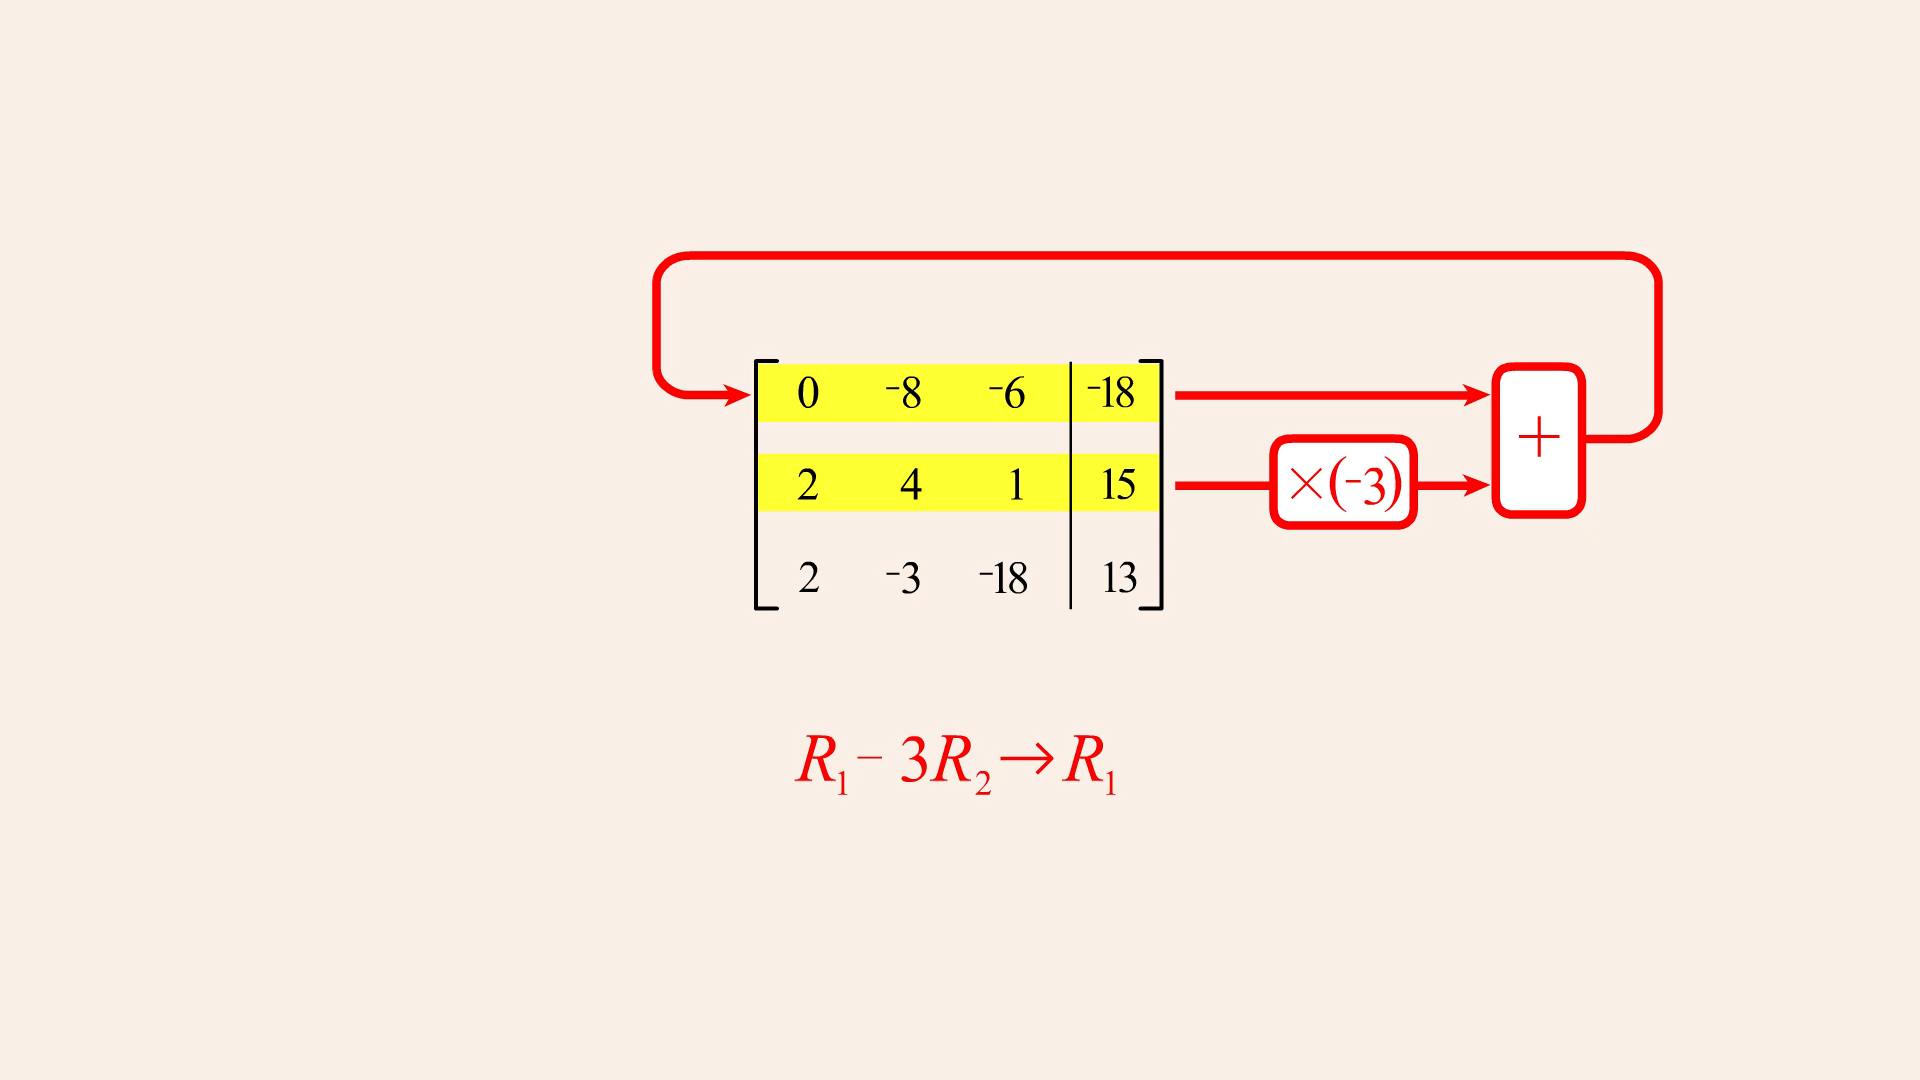 0 ⁻8 ⁻6 ⁻18
2 4 1 15 ×(⁻3) +
2 ⁻3 ⁻18 13
R₁ − 3R₂ → R₁